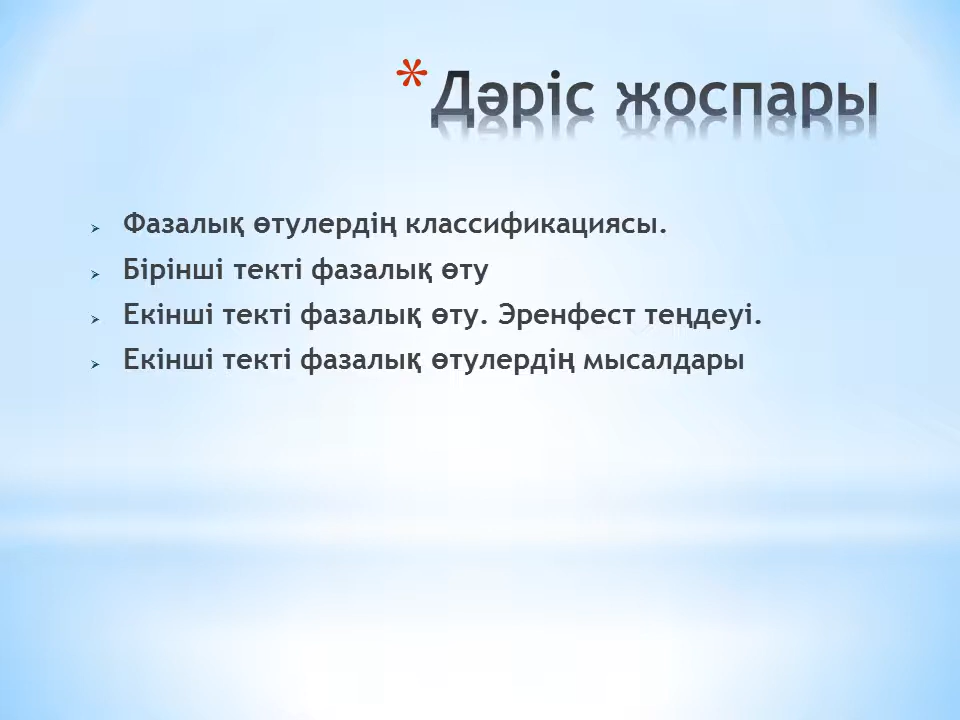 * Дәріс жоспары
➢ Фазалық өтулердің классификациясы.
➢ Бірінші текті фазалық өту
➢ Екінші текті фазалық өту. Эренфест теңдеуі.
➢ Екінші текті фазалық өтулердің мысалдары